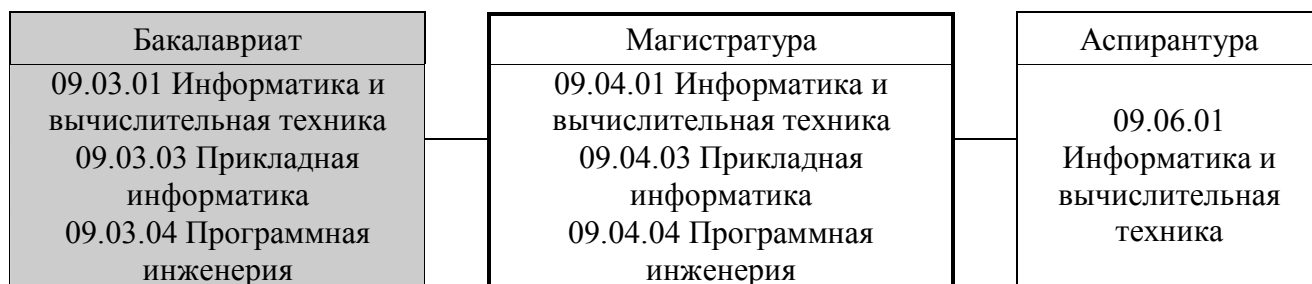 Бакалавриат
09.03.01 Информатика и
вычислительная техника
09.03.03 Прикладная
информатика
09.03.04 Программная
инженерия
Магистратура
09.04.01 Информатика и
вычислительная техника
09.04.03 Прикладная
информатика
09.04.04 Программная
инженерия
Аспирантура
09.06.01
Информатика и
вычислительная
техника